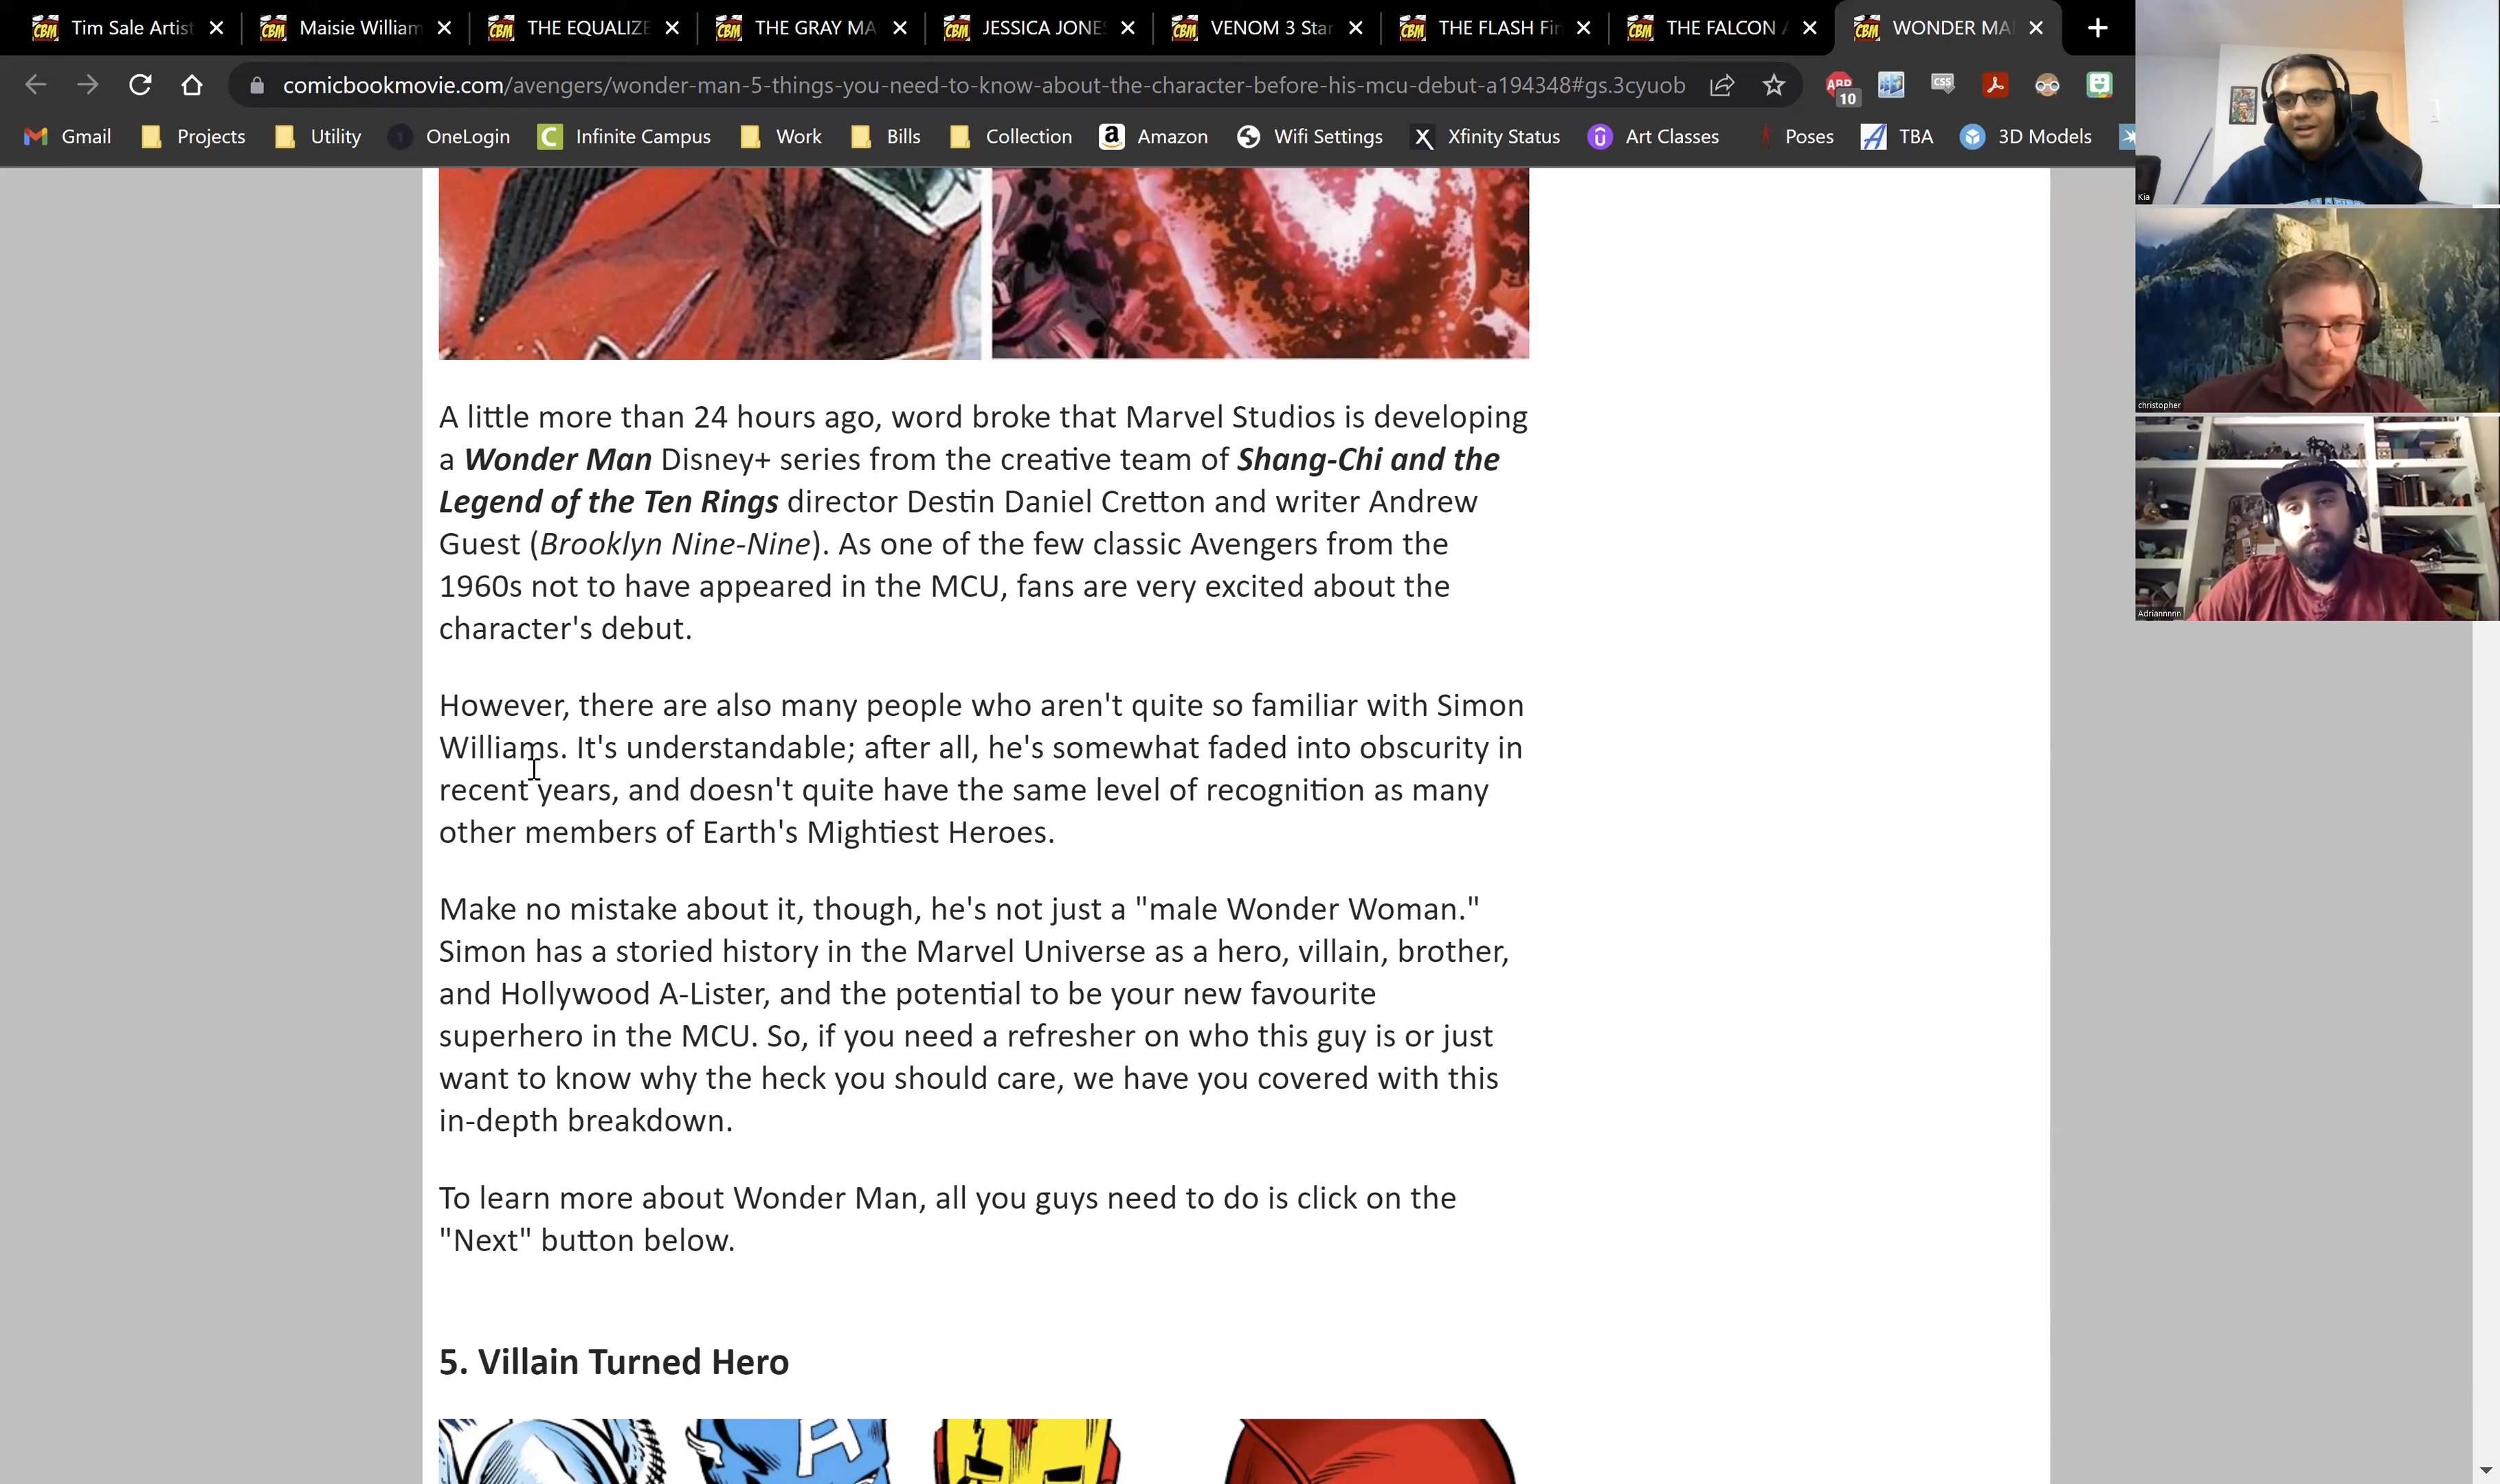 Tim Sale Artist
Maisie William
THE EQUALIZE
THE GRAY MA
JESSICA JONE
VENOM 3 Star
THE FLASH Fir
THE FALCON
WONDER MA
comicbookmovie.com/avengers/wonder-man-5-things-you-need-to-know-about-the-character-before-his-mcu-debut-a194348#gs.3cyuob
ABP
10
CSS
Gmail
Projects
Utility
OneLogin
Infinite Campus
Work
Bills
Collection
Amazon
Wifi Settings
Xfinity Status
Art Classes
Poses
TBA
3D Models
Kia
christopher
Adriannnnn
A little more than 24 hours ago, word broke that Marvel Studios is developing
a Wonder Man Disney+ series from the creative team of Shang-Chi and the
Legend of the Ten Rings director Destin Daniel Cretton and writer Andrew
Guest (Brooklyn Nine-Nine). As one of the few classic Avengers from the
1960s not to have appeared in the MCU, fans are very excited about the
character's debut.
However, there are also many people who aren't quite so familiar with Simon
Williams. It's understandable; after all, he's somewhat faded into obscurity in
recent years, and doesn't quite have the same level of recognition as many
other members of Earth's Mightiest Heroes.
Make no mistake about it, though, he's not just a "male Wonder Woman."
Simon has a storied history in the Marvel Universe as a hero, villain, brother,
and Hollywood A-Lister, and the potential to be your new favourite
superhero in the MCU. So, if you need a refresher on who this guy is or just
want to know why the heck you should care, we have you covered with this
in-depth breakdown.
To learn more about Wonder Man, all you guys need to do is click on the
"Next" button below.
5. Villain Turned Hero